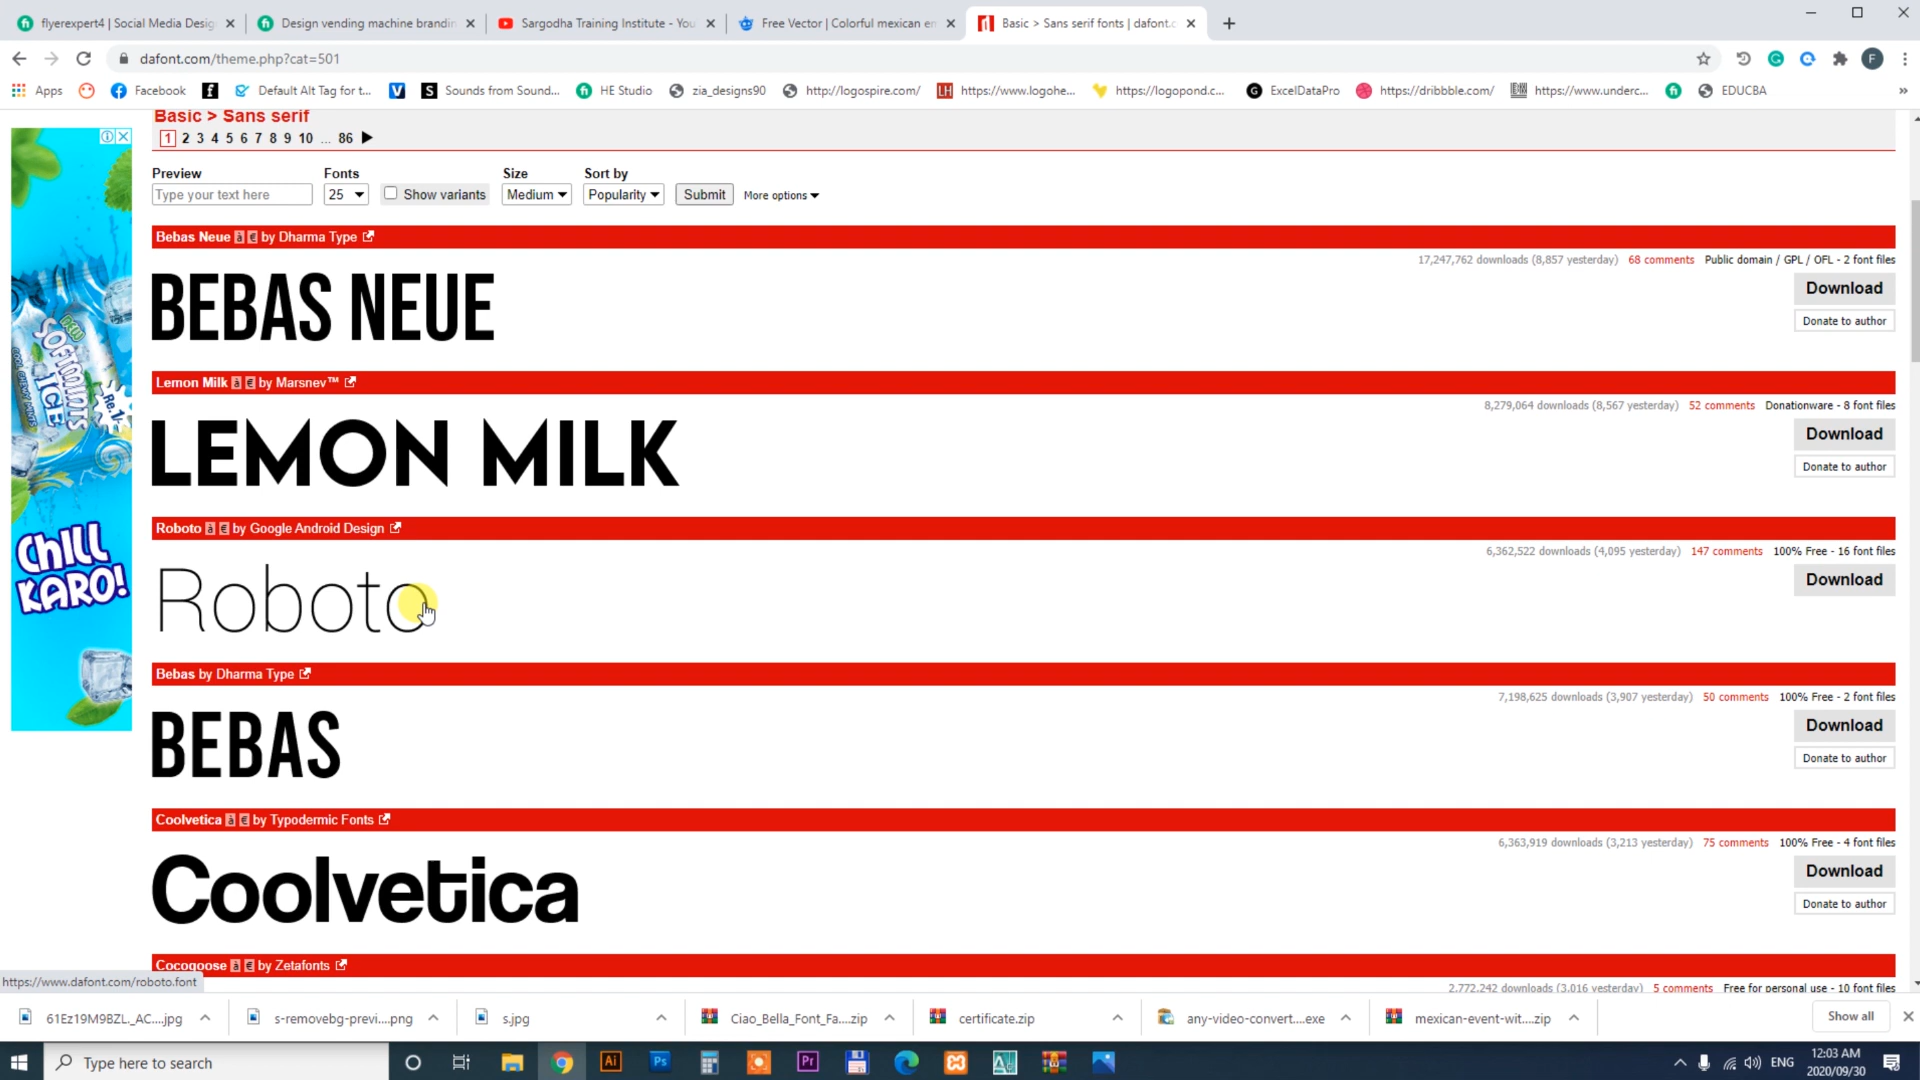 flyerexpert4 | Social Media Desig
Design vending machine brandin
Sargodha Training Institute - You
Free Vector | Colorful mexican en
Basic > Sans serif fonts | dafont.c
dafont.com/theme.php?cat=501
Apps
Facebook
Default Alt Tag for t...
Sounds from Sound...
HE Studio
zia_designs90
http://logospire.com/
https://www.logohe...
https://logopond.c...
ExcelDataPro
https://dribbble.com/
https://www.underc...
EDUCBA
Basic > Sans serif
1 2 3 4 5 6 7 8 9 10 ... 86
Preview Fonts Size Sort by
Type your text here 25 Show variants Medium Popularity Submit More options
Bebas Neue à € by Dharma Type
17,247,762 downloads (8,857 yesterday) 68 comments Public domain / GPL / OFL - 2 font files
BEBAS NEUE
Download
Donate to author
Lemon Milk à € by Marsnev™
8,279,064 downloads (8,567 yesterday) 52 comments Donationware - 8 font files
LEMON MILK
Download
Donate to author
Roboto à € by Google Android Design
6,362,522 downloads (4,095 yesterday) 147 comments 100% Free - 16 font files
Roboto
Download
Bebas by Dharma Type
7,198,625 downloads (3,907 yesterday) 50 comments 100% Free - 2 font files
BEBAS
Download
Donate to author
Coolvetica à € by Typodermic Fonts
6,363,919 downloads (3,213 yesterday) 75 comments 100% Free - 4 font files
Coolvetica
Download
Donate to author
Cocogoose à € by Zetafonts
2,772,242 downloads (3,016 yesterday) 5 comments Free for personal use - 10 font files
NEW
SOFTMINTS
ICE
Re.1/-
CHILL
KARO!
https://www.dafont.com/roboto.font
61Ez19M9BZL._AC....jpg
s-removebg-previ....png
s.jpg
Ciao_Bella_Font_Fa....zip
certificate.zip
any-video-convert....exe
mexican-event-wit....zip
Show all
Type here to search
ENG
12:03 AM
2020/09/30